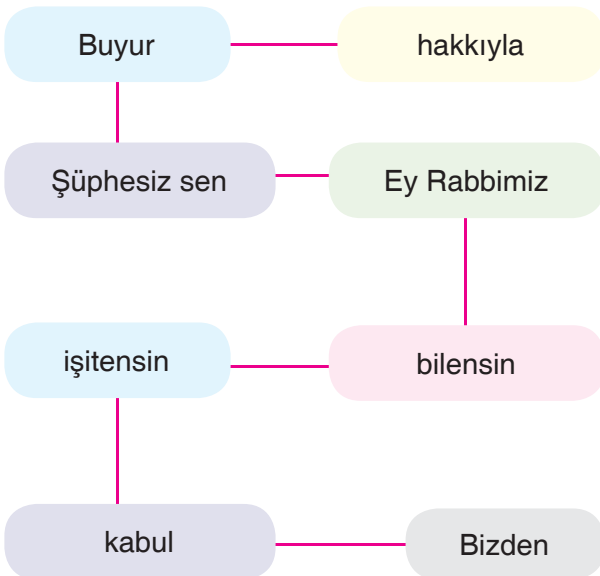 Buyur
hakkıyla
Şüphesiz sen
Ey Rabbimiz
işitensin
bilensin
kabul
Bizden